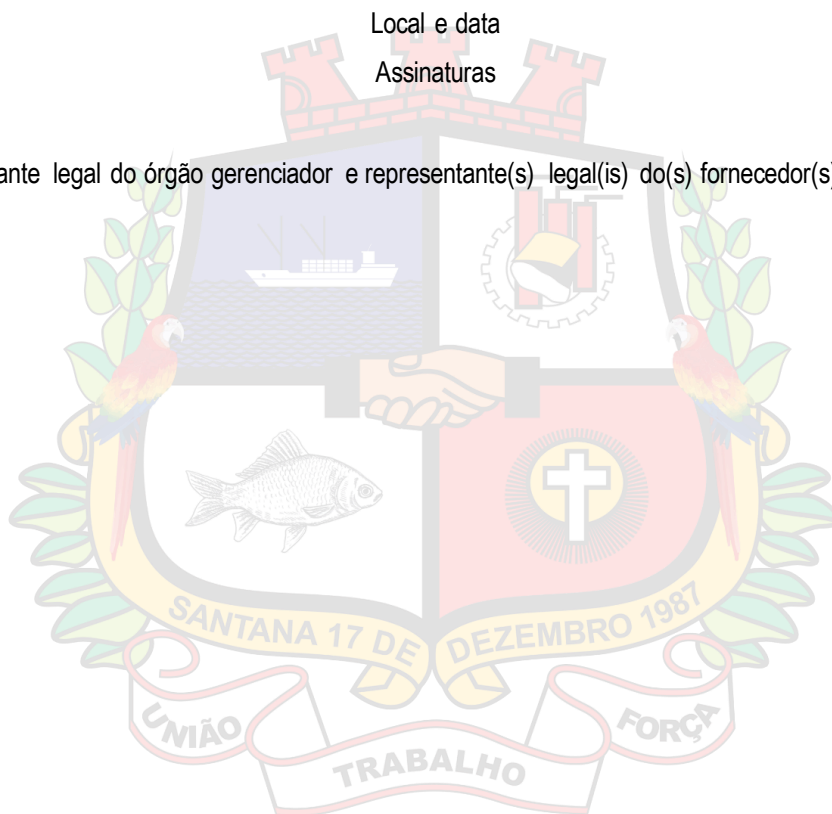 Local e data
Assinaturas
ante legal do órgão gerenciador e representante(s) legal(is) do(s) fornecedor(s)
SANTANA 17 DE DEZEMBRO 1987
UNIÃO TRABALHO FORÇA